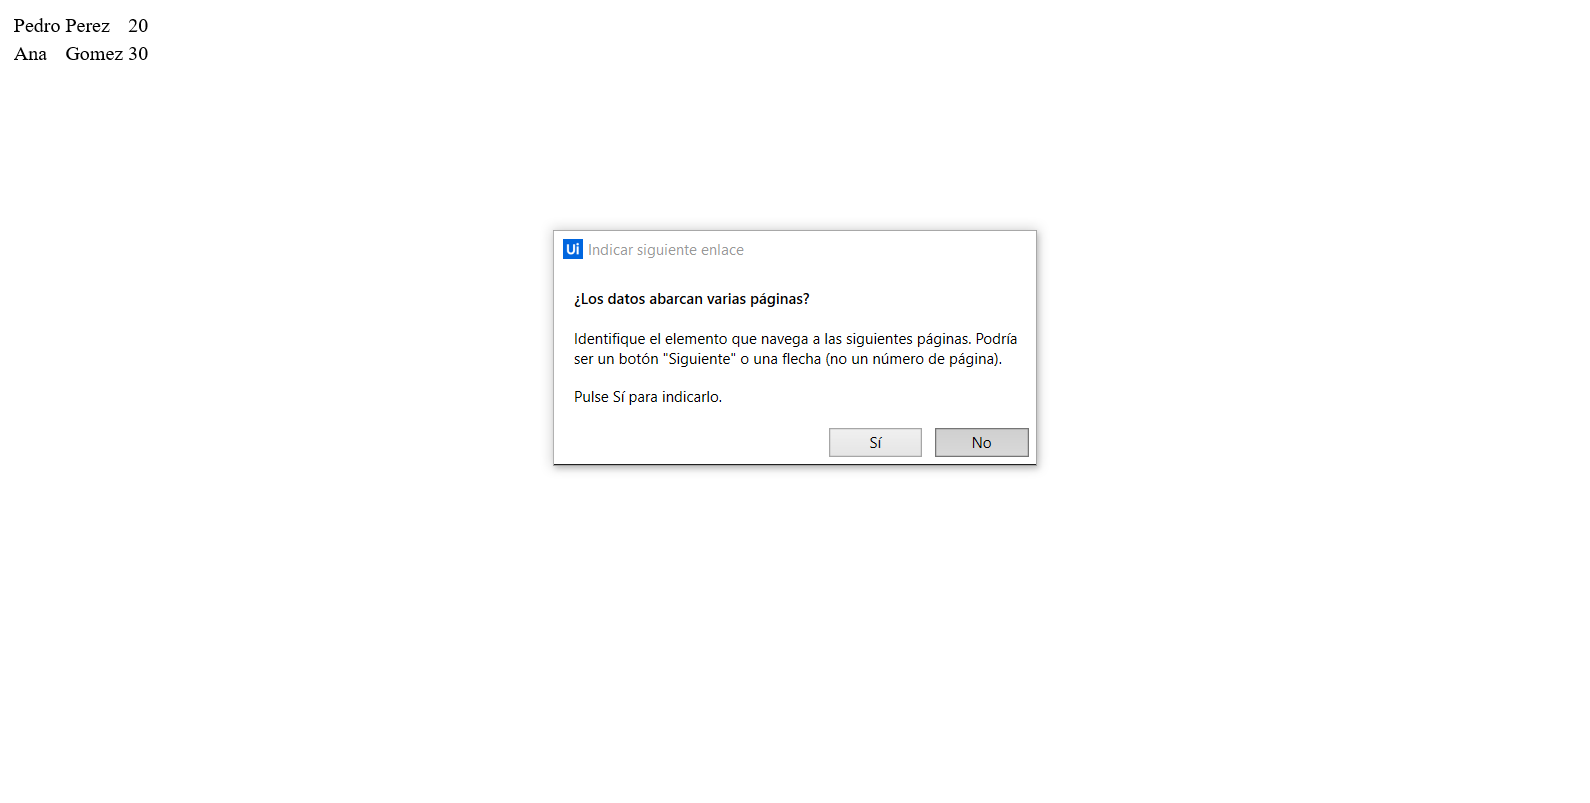 Pedro Perez 20
Ana Gomez 30
Ui Indicar siguiente enlace
¿Los datos abarcan varias páginas?
Identifique el elemento que navega a las siguientes páginas. Podría
ser un botón "Siguiente" o una flecha (no un número de página).
Pulse Sí para indicarlo.
Sí No